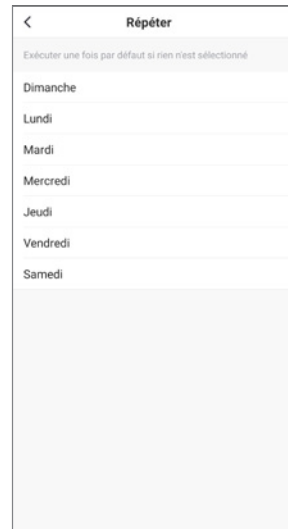 Répéter
Exécuter une fois par défaut si rien n'est sélectionné
Dimanche
Lundi
Mardi
Mercredi
Jeudi
Vendredi
Samedi